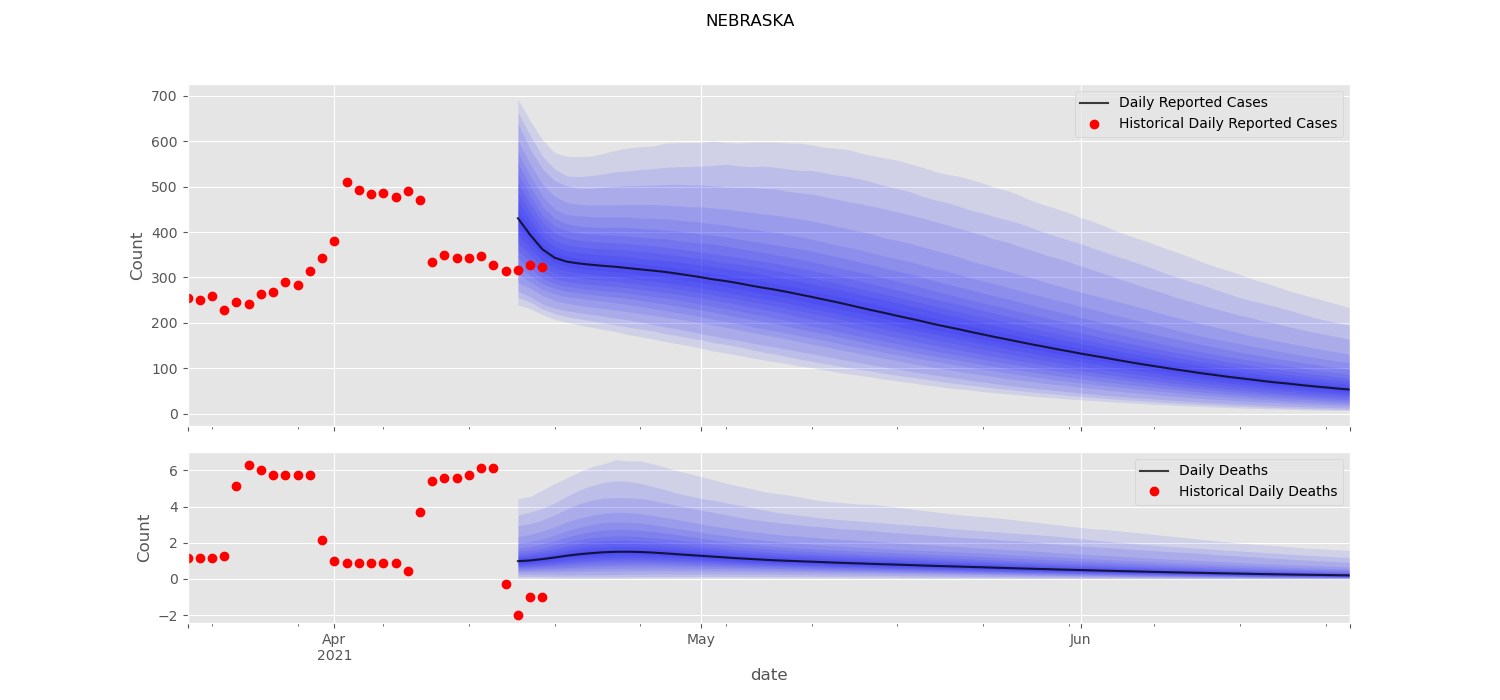 NEBRASKA
700
600
500
400
300
200
100
0
Count
Daily Reported Cases
Historical Daily Reported Cases
6
4
2
0
−2
Count
Daily Deaths
Historical Daily Deaths
Apr
2021
May
Jun
date